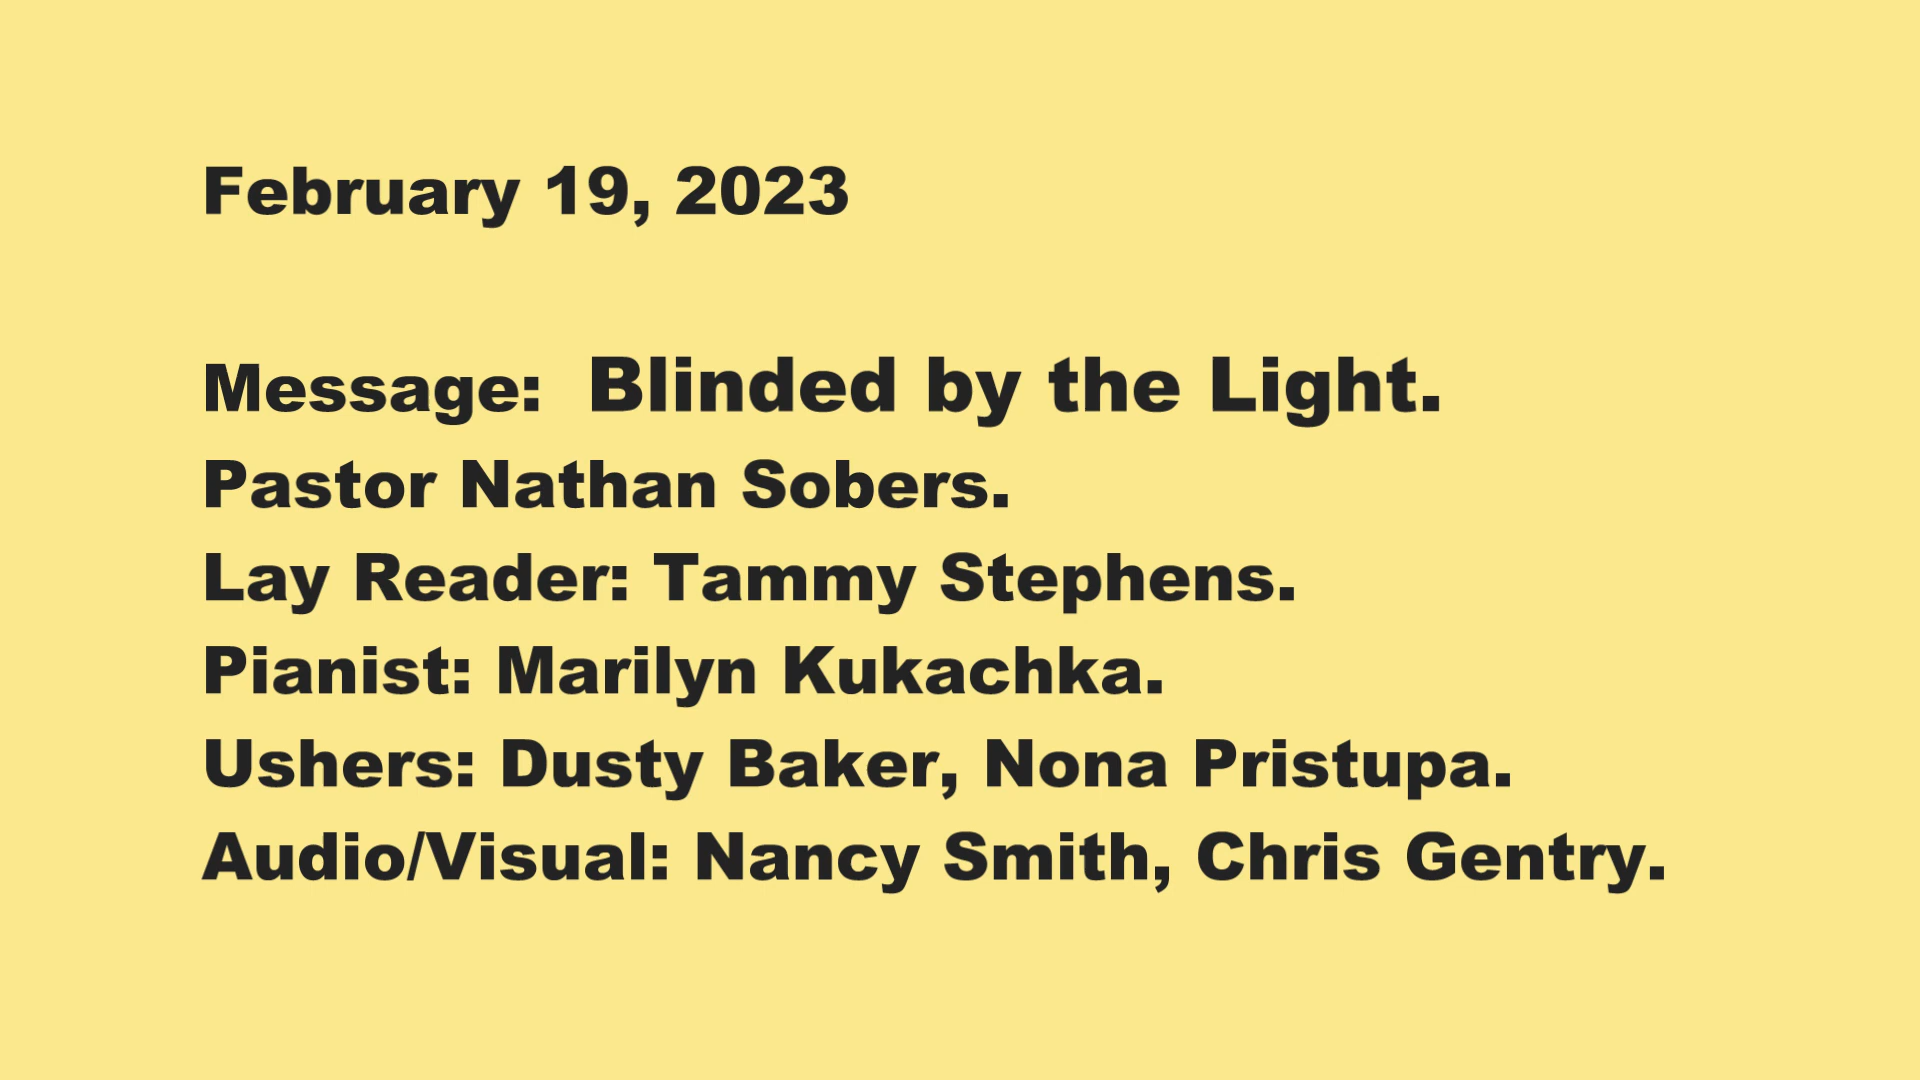 February 19, 2023
Message:  Blinded by the Light.
Pastor Nathan Sobers.
Lay Reader: Tammy Stephens.
Pianist: Marilyn Kukachka.
Ushers: Dusty Baker, Nona Pristupa.
Audio/Visual: Nancy Smith, Chris Gentry.